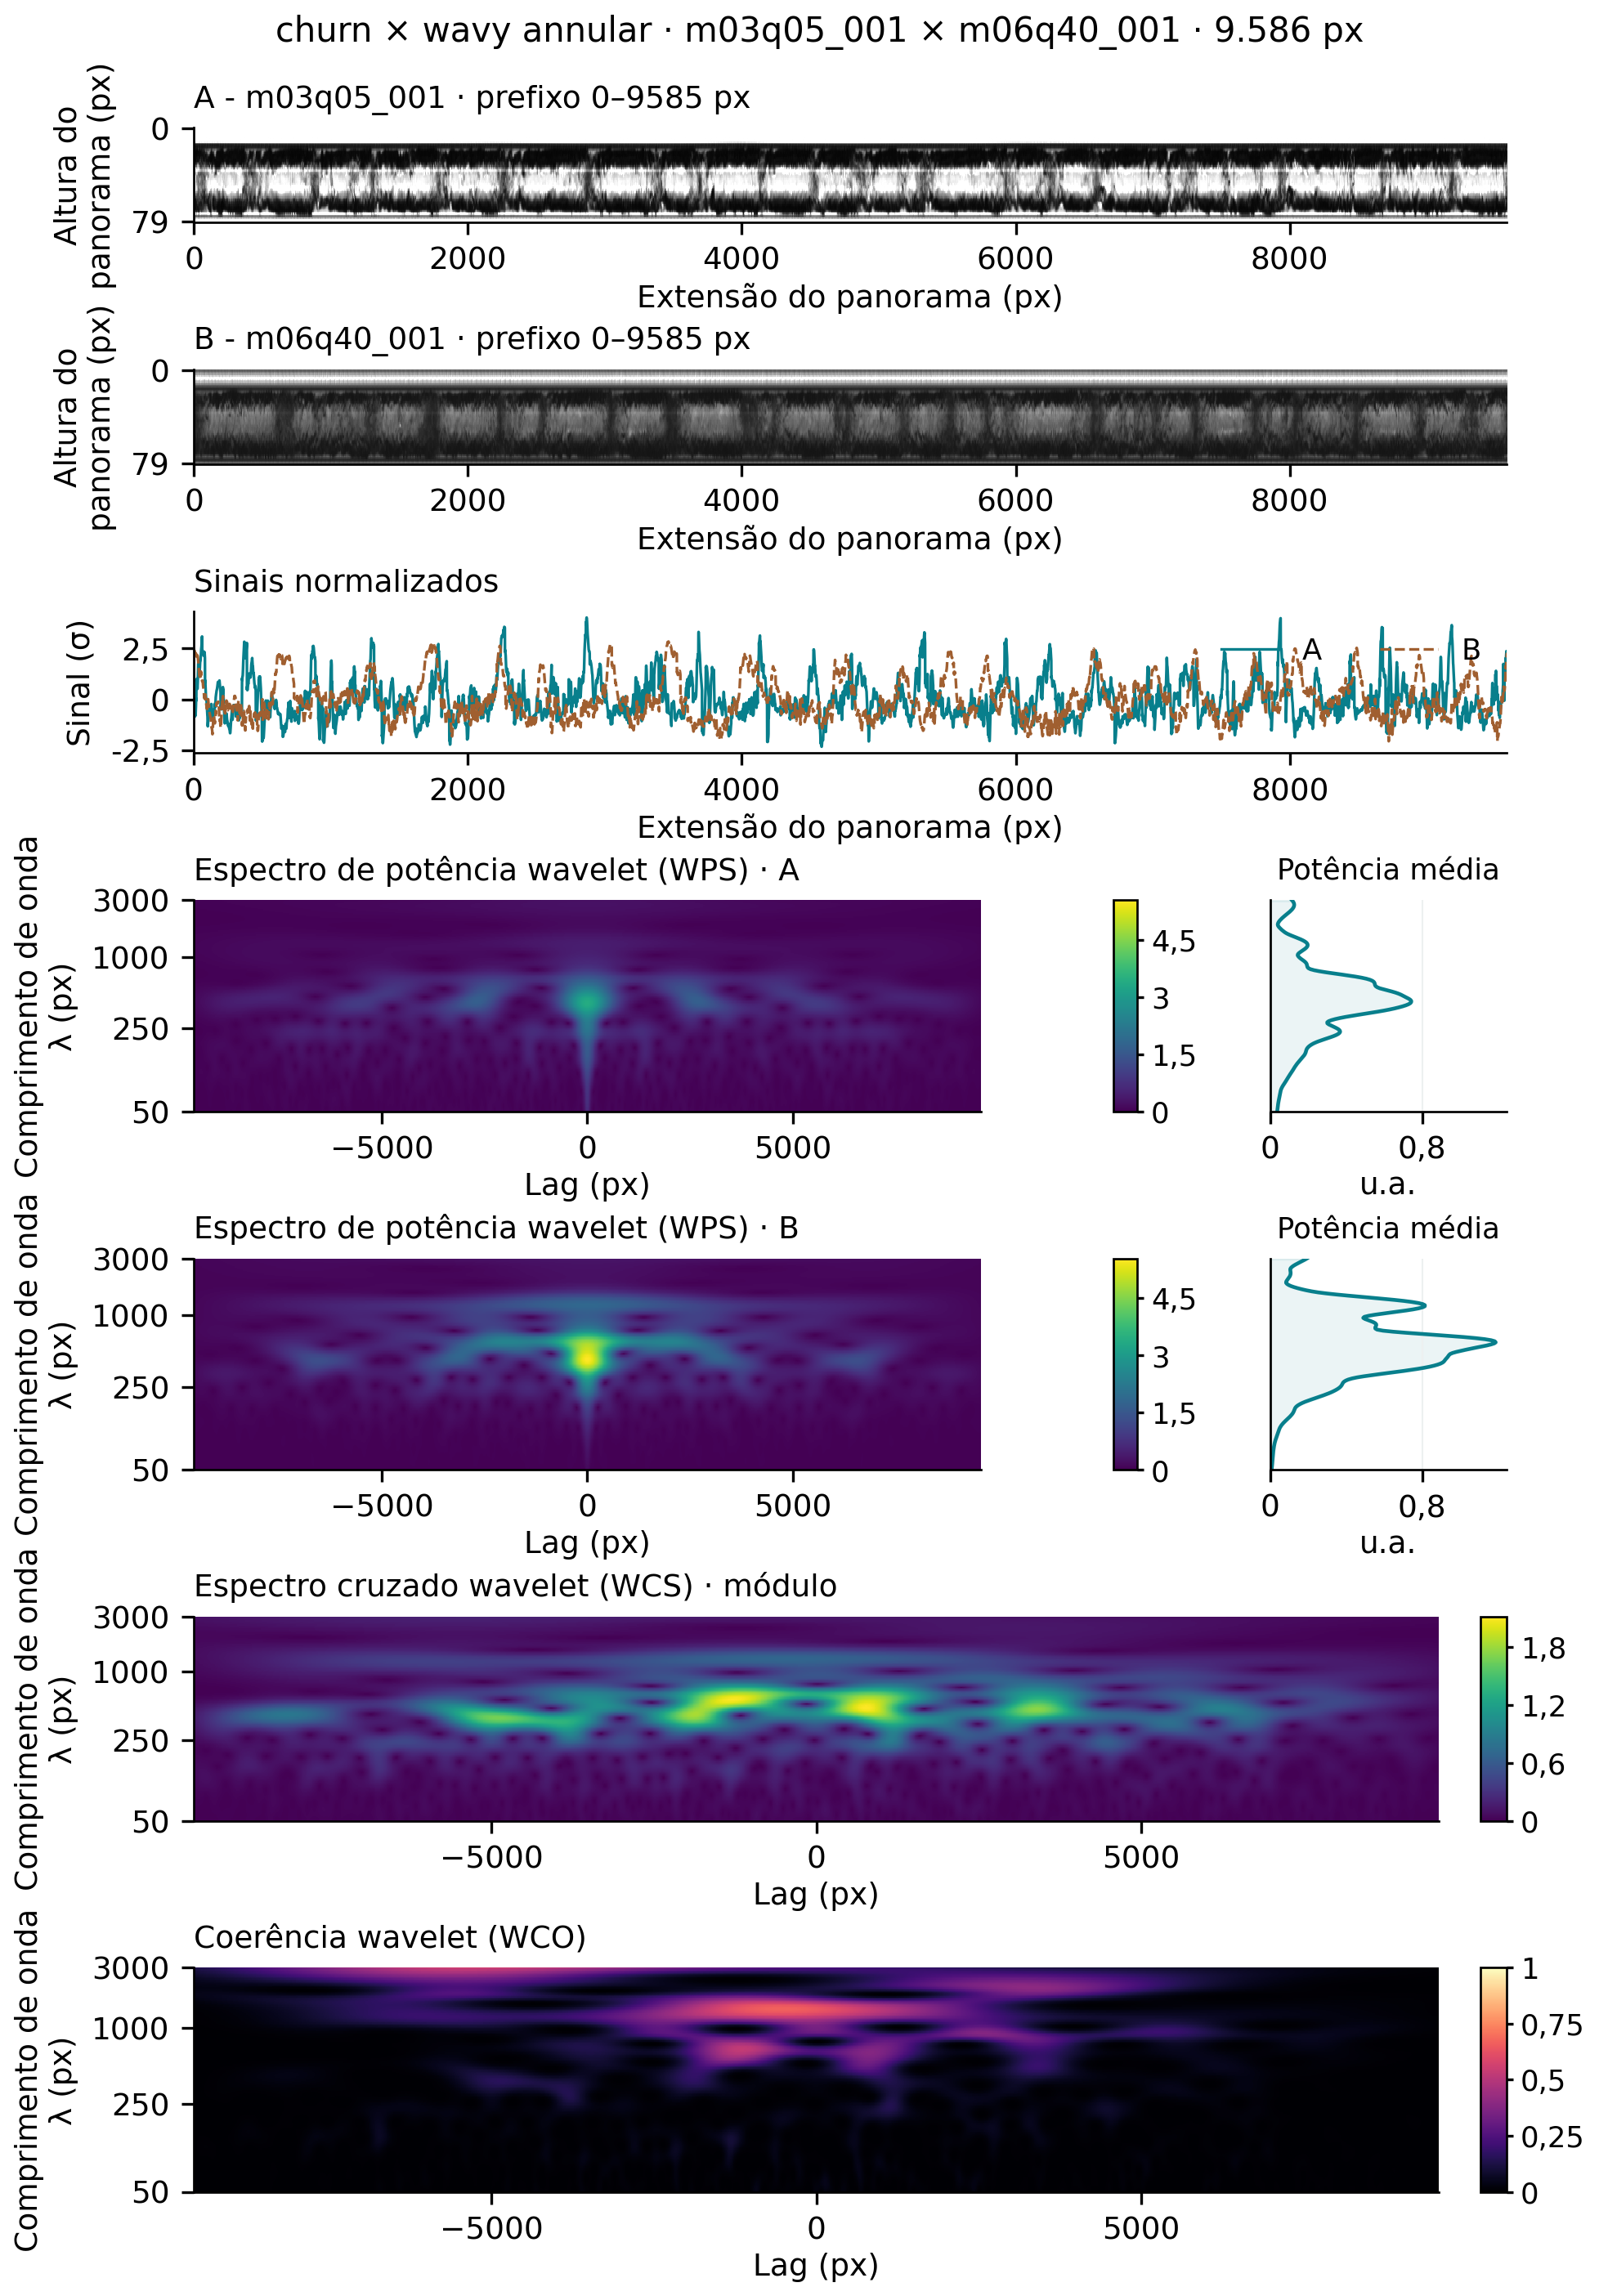 churn × wavy annular · m03q05_001 × m06q40_001 · 9.586 px
A - m03q05_001 · prefixo 0–9585 px
Altura do
panorama (px)
0
79
0 2000 4000 6000 8000
Extensão do panorama (px)
B - m06q40_001 · prefixo 0–9585 px
Altura do
panorama (px)
0
79
0 2000 4000 6000 8000
Extensão do panorama (px)
Sinais normalizados
Sinal (σ)
2,5
0
-2,5
A B
0 2000 4000 6000 8000
Extensão do panorama (px)
Espectro de potência wavelet (WPS) · A
Comprimento de onda
λ (px)
3000
1000
250
50
−5000 0 5000
Lag (px)
4,5
3
1,5
0
Potência média
0 0,8
u.a.
Espectro de potência wavelet (WPS) · B
Comprimento de onda
λ (px)
3000
1000
250
50
−5000 0 5000
Lag (px)
4,5
3
1,5
0
Potência média
0 0,8
u.a.
Espectro cruzado wavelet (WCS) · módulo
Comprimento de onda
λ (px)
3000
1000
250
50
−5000 0 5000
Lag (px)
1,8
1,2
0,6
0
Coerência wavelet (WCO)
Comprimento de onda
λ (px)
3000
1000
250
50
−5000 0 5000
Lag (px)
1
0,75
0,5
0,25
0